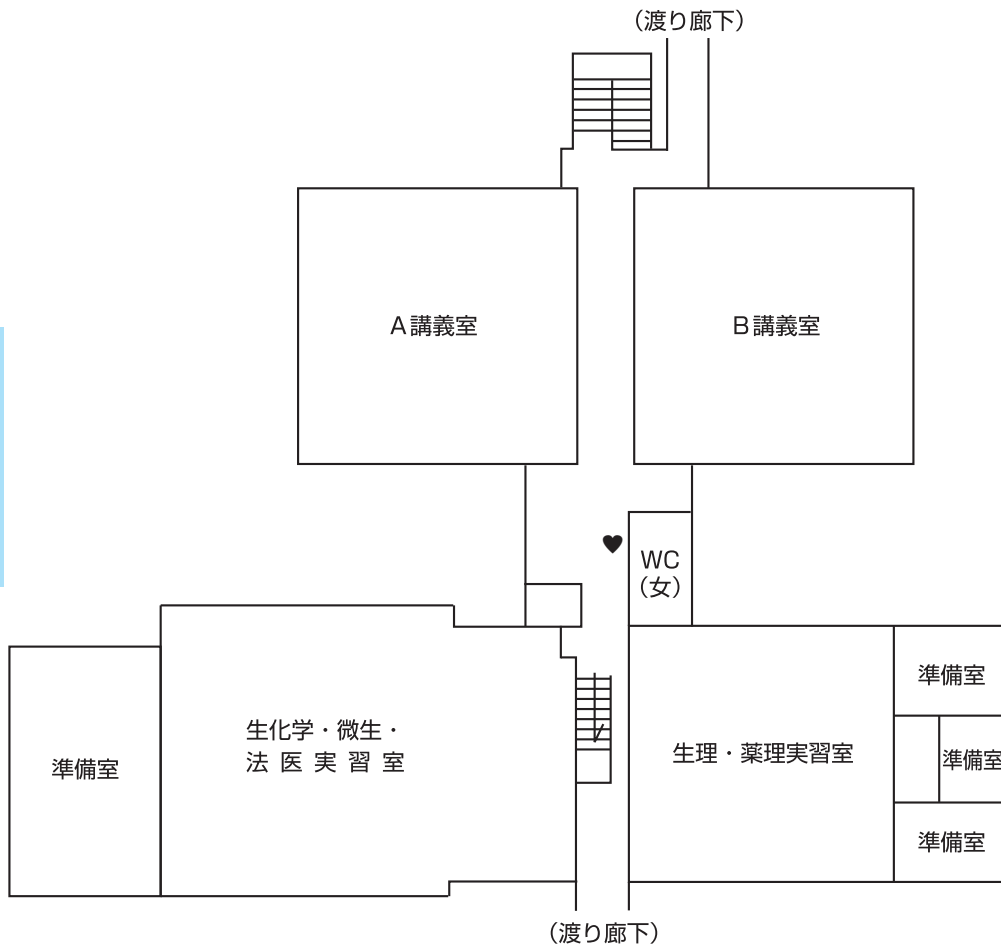 (渡り廊下)
A講義室
B講義室
WC
(女)
準備室
生化学・微生・
法医実習室
準備室
生理・薬理実習室
準備室
準備室
(渡り廊下)